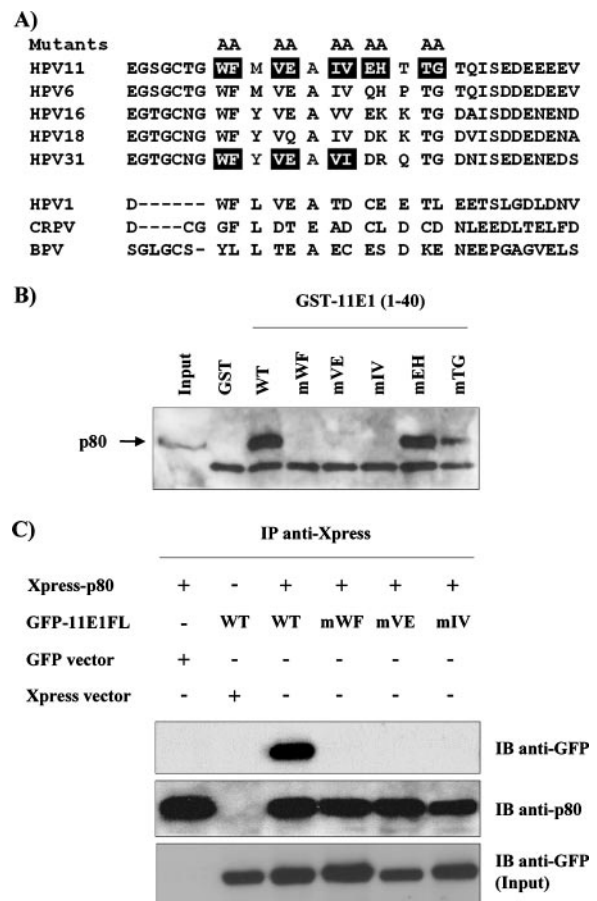 A)
Mutants AA AA AA AA AA
HPV11 EGSGCTG WF M VE A IV EH T TG TQISEDEEEEV
HPV6 EGSGCTG WF M VE A IV QH P TG TQISEDEEEV
HPV16 EGTGCNG WF Y VE A VV EK K TG DAISDDENEND
HPV18 EGTGCNG WF Y VQ A IV DK K TG DVISDDEDENA
HPV31 EGTGCNG WF Y VE A VI DR Q TG DNISEDENEDS
HPV1 D------ WF L VE A TD CE E TL EETSLGDLDNV
CRPV D----CG GF L DT E AD CL D CD NLEEDLTELFD
BPV SGLGCS- YL L TE A EC ES D KE NEEPGAGVELS
B)
GST-11E1 (1-40)
Input GST WT mWF mVE mIV mEH mTG
p80
C)
IP anti-Xpress
Xpress-p80 + - + + + +
GFP-11E1FL - WT WT mWF mVE mIV
GFP vector + - - - - -
Xpress vector - + - - - -
IB anti-GFP
IB anti-p80
IB anti-GFP
(Input)